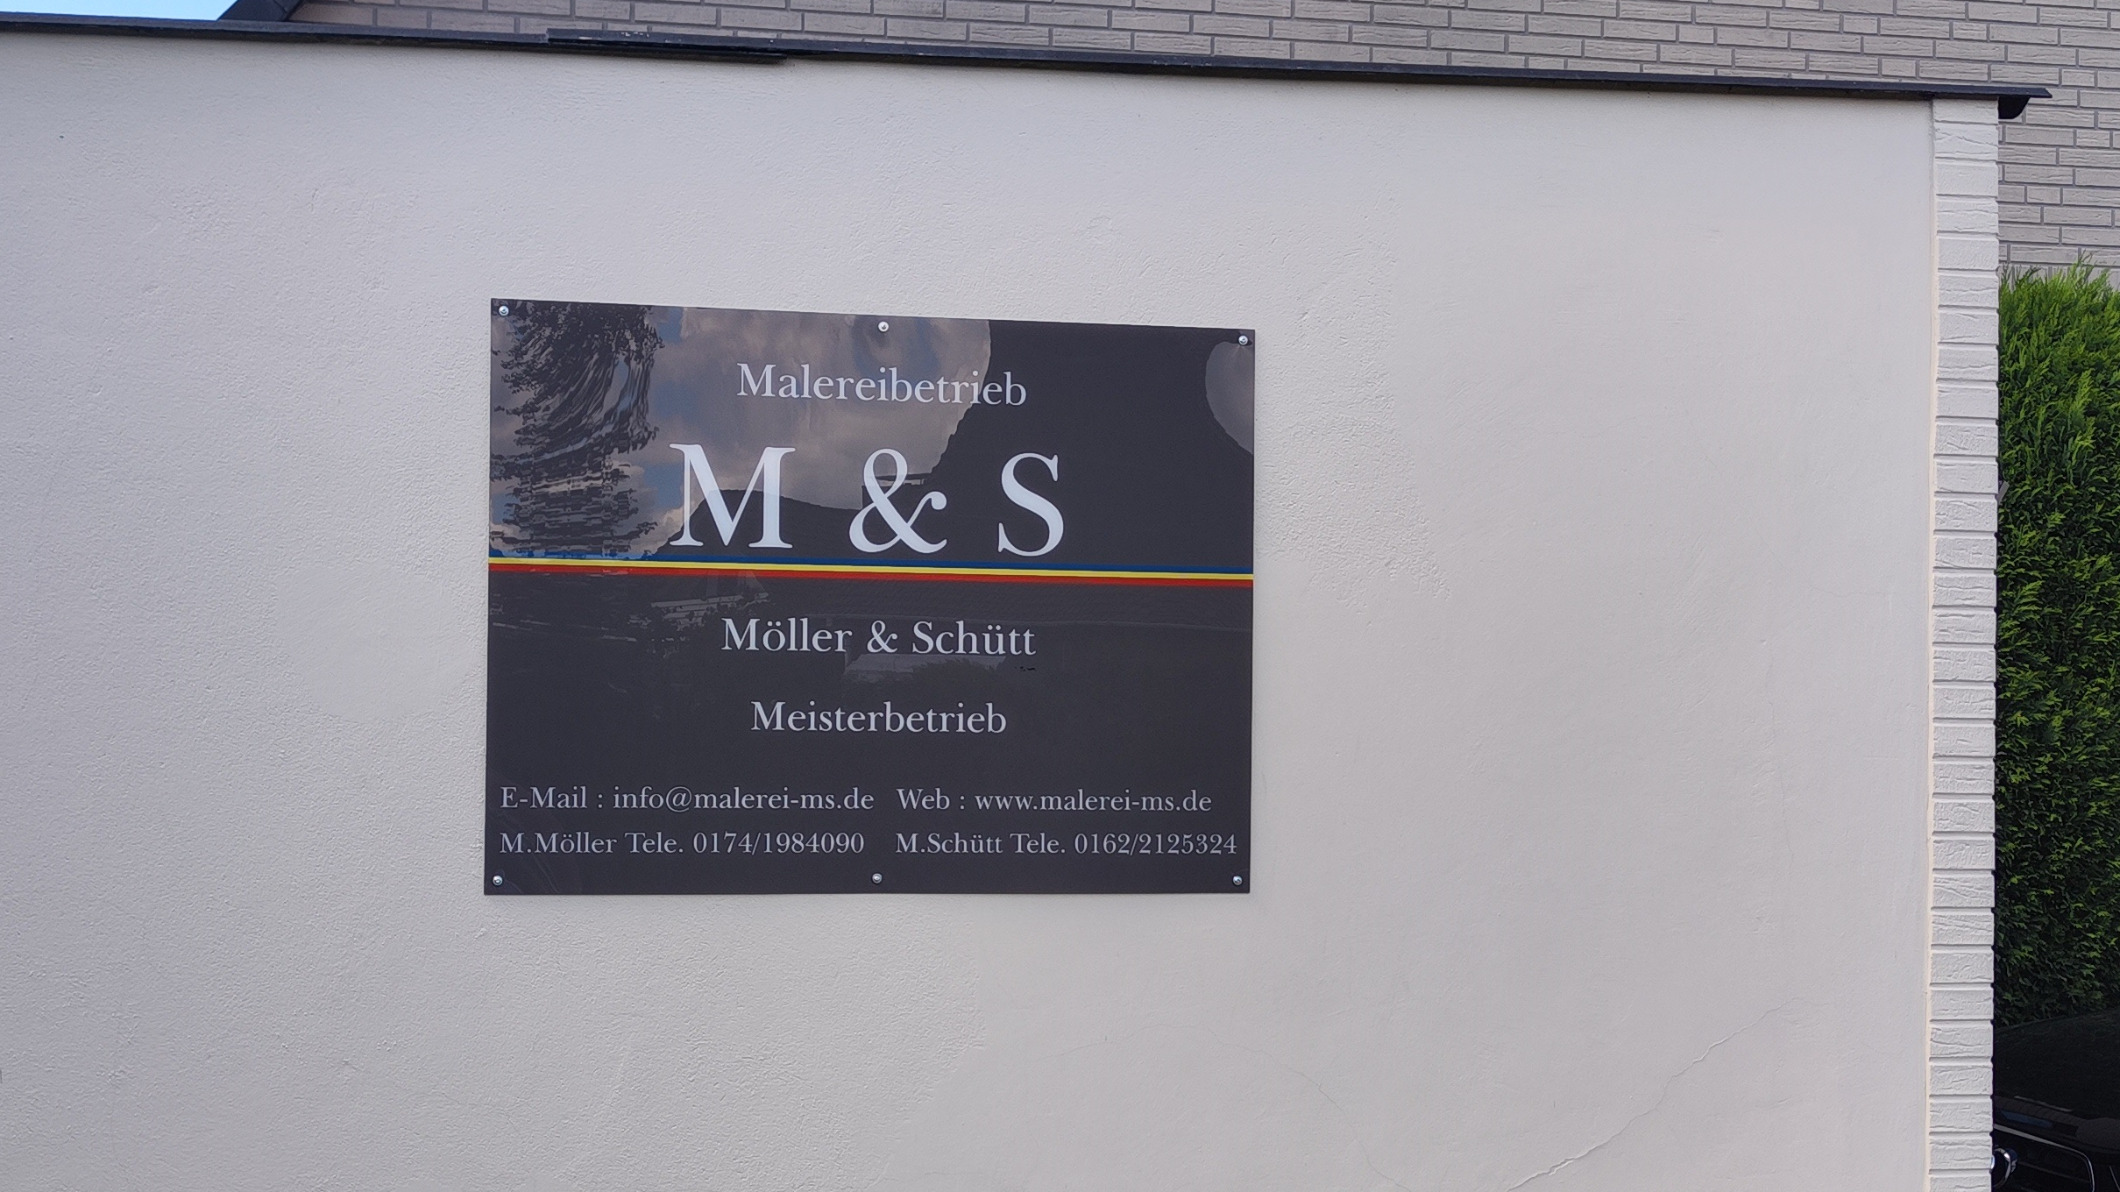 Malereibetrieb
M & S
Möller & Schütt
Meisterbetrieb
E-Mail : info@malerei-ms.de Web : www.malerei-ms.de
M.Möller Tele. 0174/1984090 M.Schütt Tele. 0162/2125324